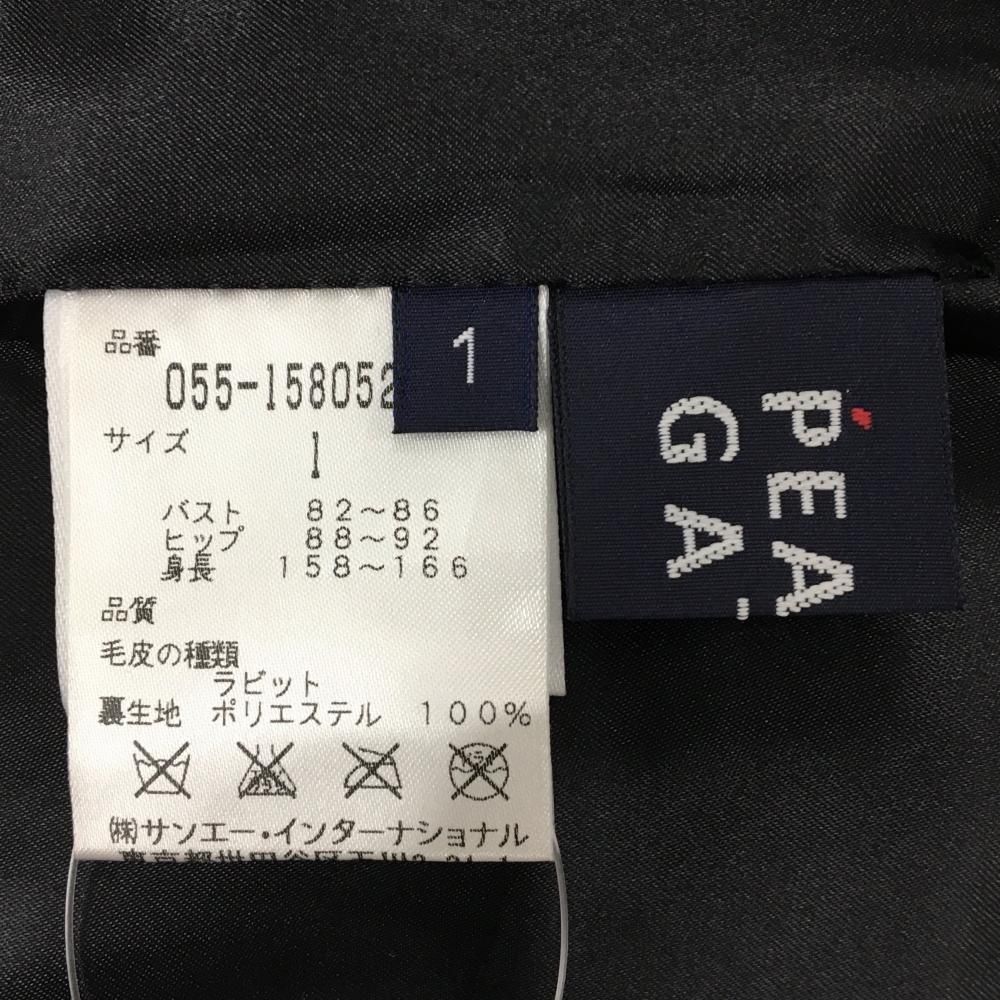 品番
055-158052
サイズ
1
バスト 82～86
ヒップ 88～92
身長 158～166
品質
毛皮の種類
ラビット
裏生地 ポリエステル 100%
㈱サンエー・インターナショナル
1
PEA
GA